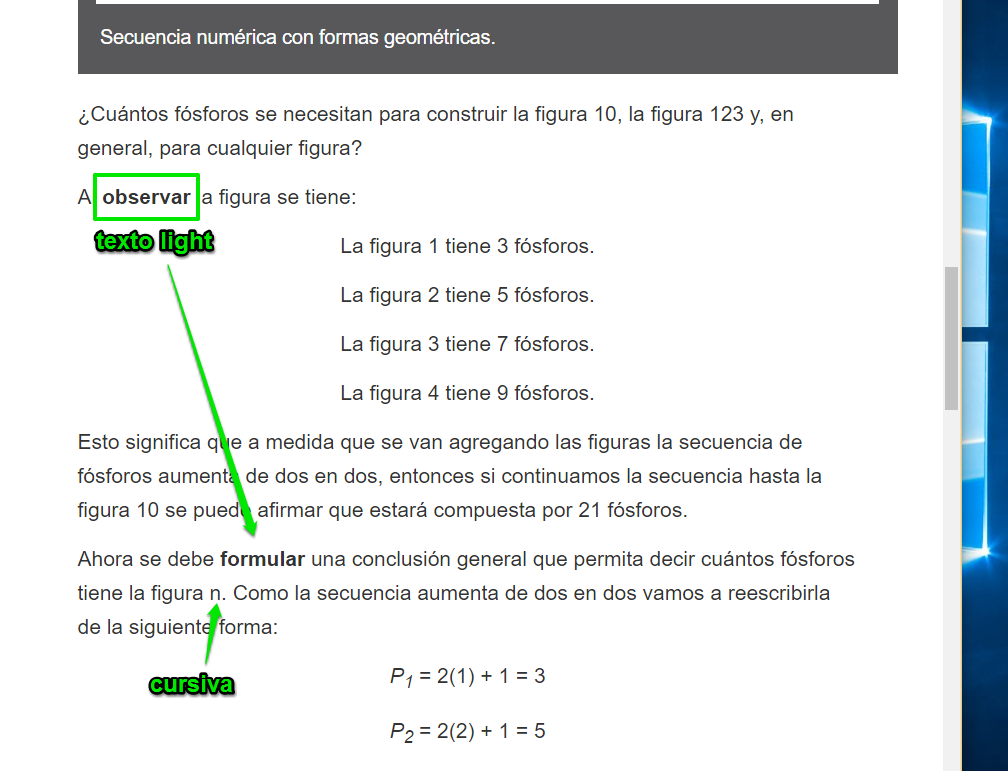 Secuencia numérica con formas geométricas.
¿Cuántos fósforos se necesitan para construir la figura 10, la figura 123 y, en
general, para cualquier figura?
A observar a figura se tiene:
texto light
La figura 1 tiene 3 fósforos.
La figura 2 tiene 5 fósforos.
La figura 3 tiene 7 fósforos.
La figura 4 tiene 9 fósforos.
Esto significa que a medida que se van agregando las figuras la secuencia de
fósforos aumenta de dos en dos, entonces si continuamos la secuencia hasta la
figura 10 se puede afirmar que estará compuesta por 21 fósforos.
Ahora se debe formular una conclusión general que permita decir cuántos fósforos
tiene la figura n. Como la secuencia aumenta de dos en dos vamos a reescribirla
de la siguiente forma:
cursiva
P1 = 2(1) + 1 = 3
P2 = 2(2) + 1 = 5